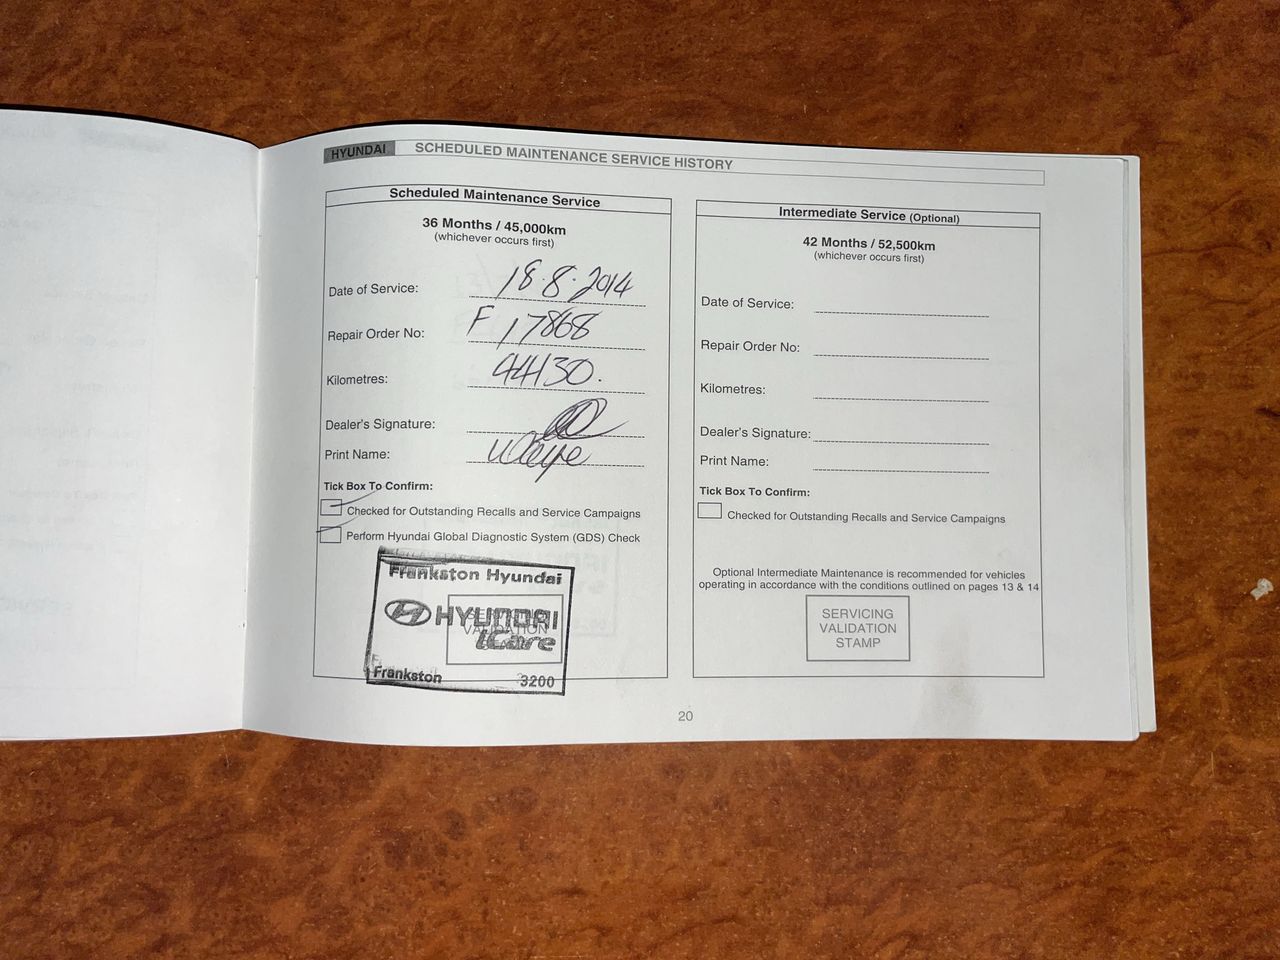 HYUNDAI SCHEDULED MAINTENANCE SERVICE HISTORY
Scheduled Maintenance Service
36 Months / 45,000km
(whichever occurs first)
Date of Service: 18.8.2014
Repair Order No: F 17868
Kilometres: 44130.
Dealer's Signature:
Print Name: Wayne
Tick Box To Confirm:
Checked for Outstanding Recalls and Service Campaigns
Perform Hyundai Global Diagnostic System (GDS) Check
Frankston Hyundai
HYUNDAI
iCare
SERVICING
VALIDATION
Frankston 3200
Intermediate Service (Optional)
42 Months / 52,500km
(whichever occurs first)
Date of Service:
Repair Order No:
Kilometres:
Dealer's Signature:
Print Name:
Tick Box To Confirm:
Checked for Outstanding Recalls and Service Campaigns
Optional Intermediate Maintenance is recommended for vehicles
operating in accordance with the conditions outlined on pages 13 & 14
SERVICING
VALIDATION
STAMP
20